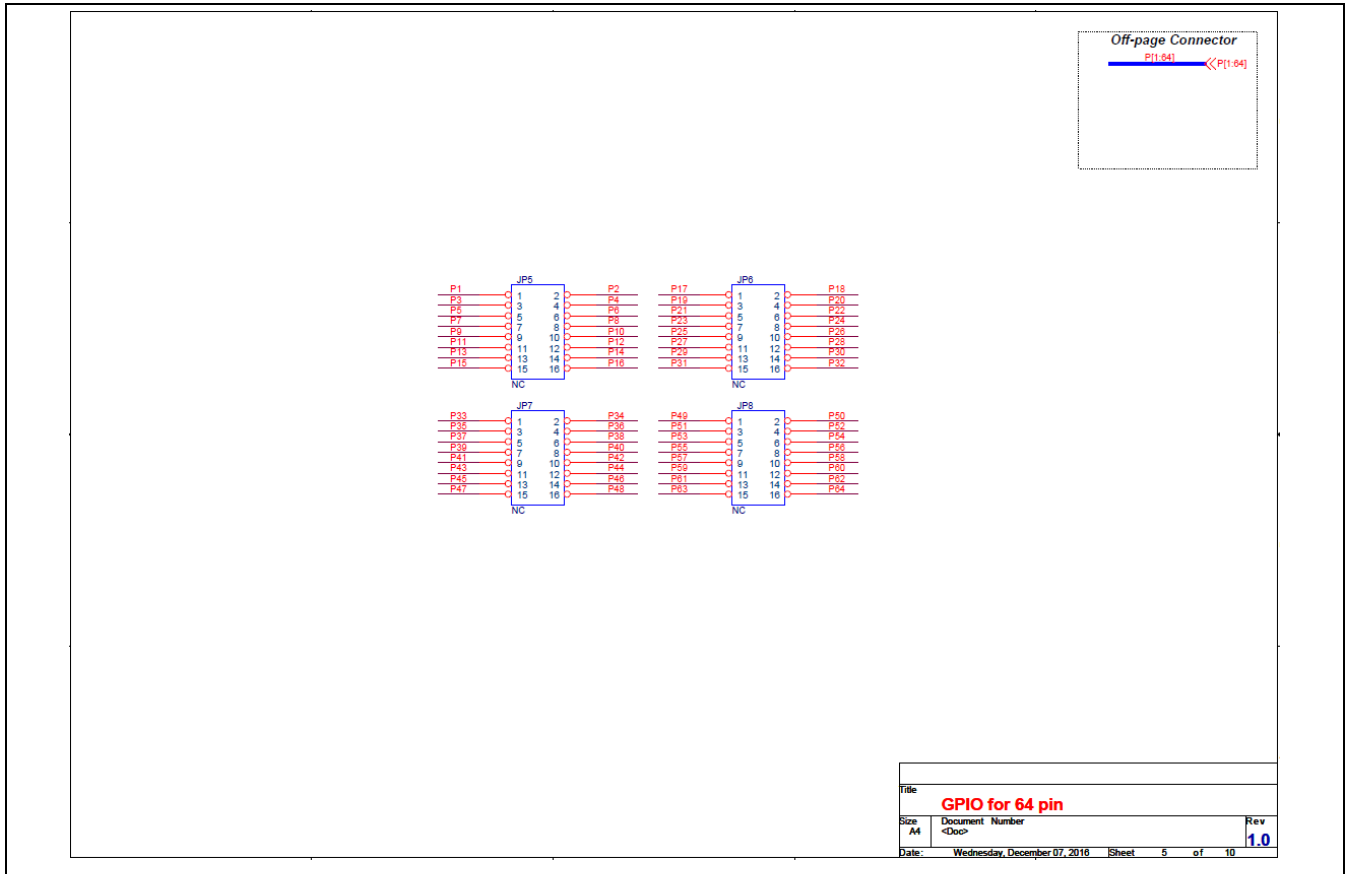 Off-page Connector
P[1:64] P[1:64]
JP5 JP6
P1 1 2 P2 P17 1 2 P18
P3 3 4 P4 P19 3 4 P20
P5 5 6 P6 P21 5 6 P22
P7 7 8 P8 P23 7 8 P24
P9 9 10 P10 P25 9 10 P26
P11 11 12 P12 P27 11 12 P28
P13 13 14 P14 P29 13 14 P30
P15 15 16 P16 P31 15 16 P32
NC NC
JP7 JP8
P33 1 2 P34 P49 1 2 P50
P35 3 4 P36 P51 3 4 P52
P37 5 6 P38 P53 5 6 P54
P39 7 8 P40 P55 7 8 P56
P41 9 10 P42 P57 9 10 P58
P43 11 12 P44 P59 11 12 P60
P45 13 14 P46 P61 13 14 P62
P47 15 16 P48 P63 15 16 P64
NC NC
Title
GPIO for 64 pin
Size Document Number Rev
A4 <Doc> 1.0
Date: Wednesday, December 07, 2016 Sheet 5 of 10